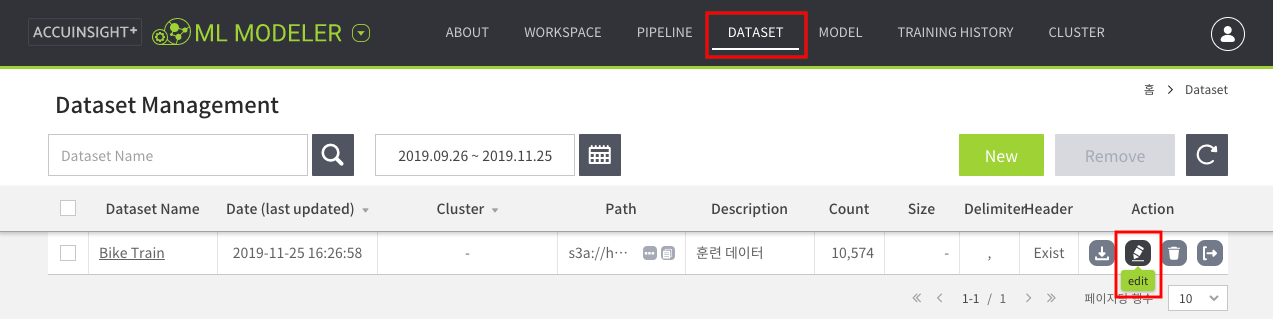 ACCUINSIGHT+ ML MODELER ABOUT WORKSPACE PIPELINE DATASET MODEL TRAINING HISTORY CLUSTER
홈 > Dataset
Dataset Management
Dataset Name 2019.09.26 ~ 2019.11.25 New Remove
Dataset Name Date (last updated) Cluster Path Description Count Size Delimiter Header Action
Bike Train 2019-11-25 16:26:58 - s3a://h··· 훈련 데이터 10,574 - , Exist
edit
1-1 / 1 페이지당 행수 10